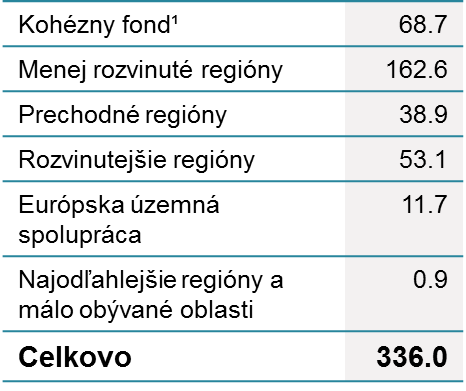 Kohézny fond¹ 68.7
Menej rozvinuté regióny 162.6
Prechodné regióny 38.9
Rozvinutejšie regióny 53.1
Európska územná 11.7
spolupráca
Najodľahlejšie regióny a 0.9
málo obývané oblasti
Celkovo 336.0